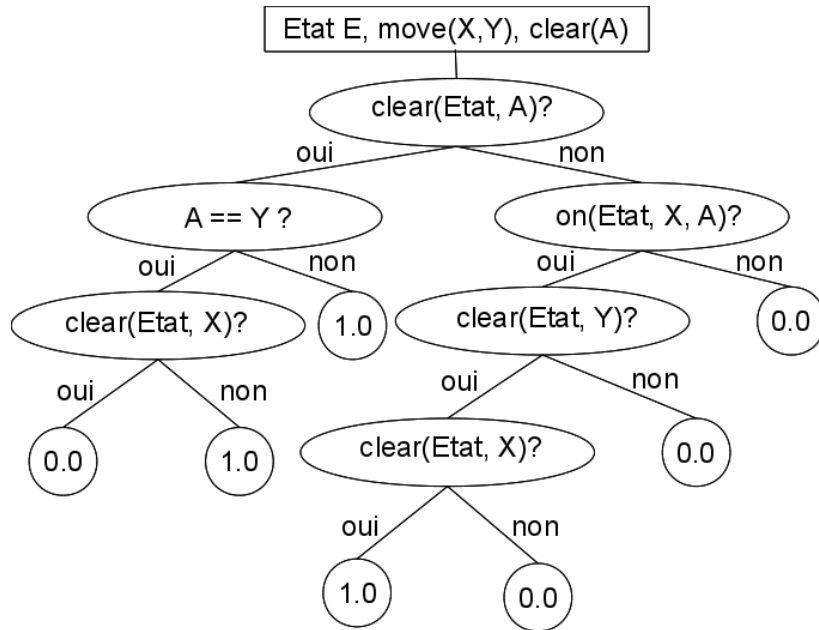 Etat E, move(X,Y), clear(A)
clear(Etat, A)?
oui
non
A == Y ?
on(Etat, X, A)?
oui
non
oui
non
clear(Etat, X)?
1.0
clear(Etat, Y)?
0.0
oui
non
oui
non
0.0
1.0
clear(Etat, X)?
0.0
oui
non
1.0
0.0